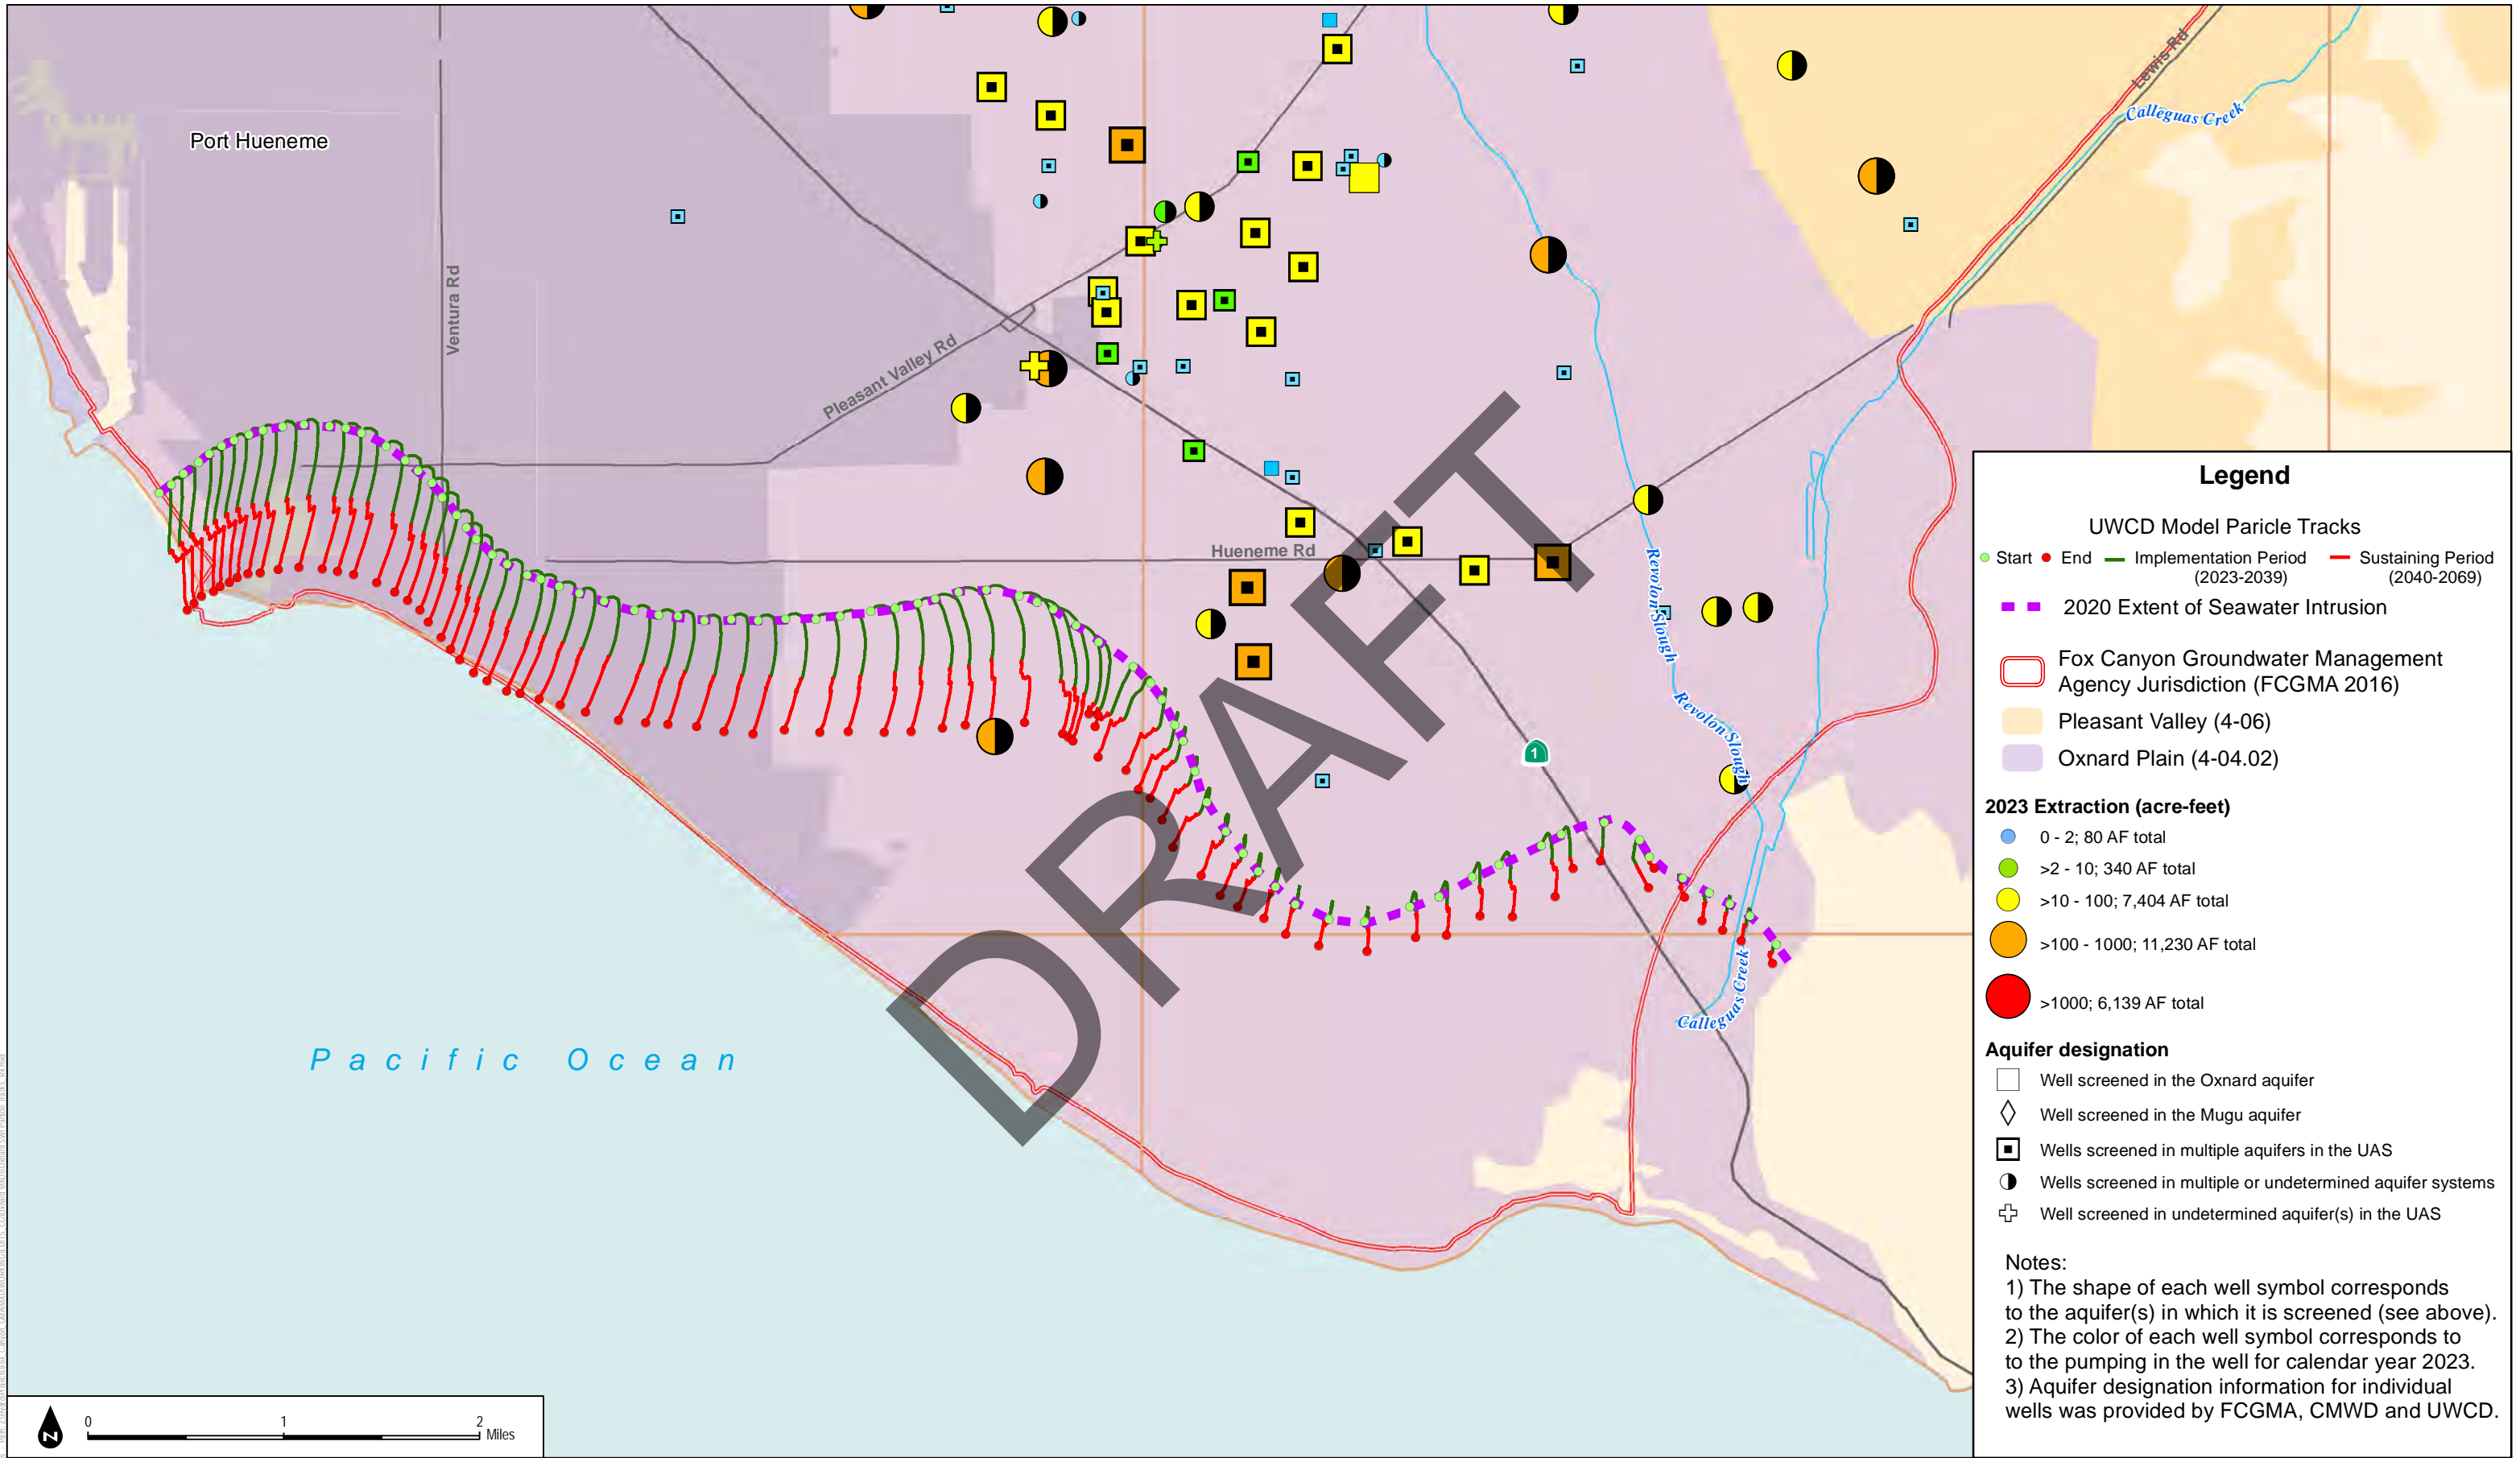 Port Hueneme
Ventura Rd
Pleasant Valley Rd
Hueneme Rd
Lewis Rd
Calleguas Creek
Revolon Slough
Revolon Slough
1
Calleguas Creek
Pacific Ocean
DRAFT
N
0 1 2
Miles
Legend
UWCD Model Paricle Tracks
Start End Implementation Period Sustaining Period
(2023-2039) (2040-2069)
2020 Extent of Seawater Intrusion
Fox Canyon Groundwater Management
Agency Jurisdiction (FCGMA 2016)
Pleasant Valley (4-06)
Oxnard Plain (4-04.02)
2023 Extraction (acre-feet)
0 - 2; 80 AF total
>2 - 10; 340 AF total
>10 - 100; 7,404 AF total
>100 - 1000; 11,230 AF total
>1000; 6,139 AF total
Aquifer designation
Well screened in the Oxnard aquifer
Well screened in the Mugu aquifer
Wells screened in multiple aquifers in the UAS
Wells screened in multiple or undetermined aquifer systems
Well screened in undetermined aquifer(s) in the UAS
Notes:
1) The shape of each well symbol corresponds
to the aquifer(s) in which it is screened (see above).
2) The color of each well symbol corresponds to
to the pumping in the well for calendar year 2023.
3) Aquifer designation information for individual
wells was provided by FCGMA, CMWD and UWCD.